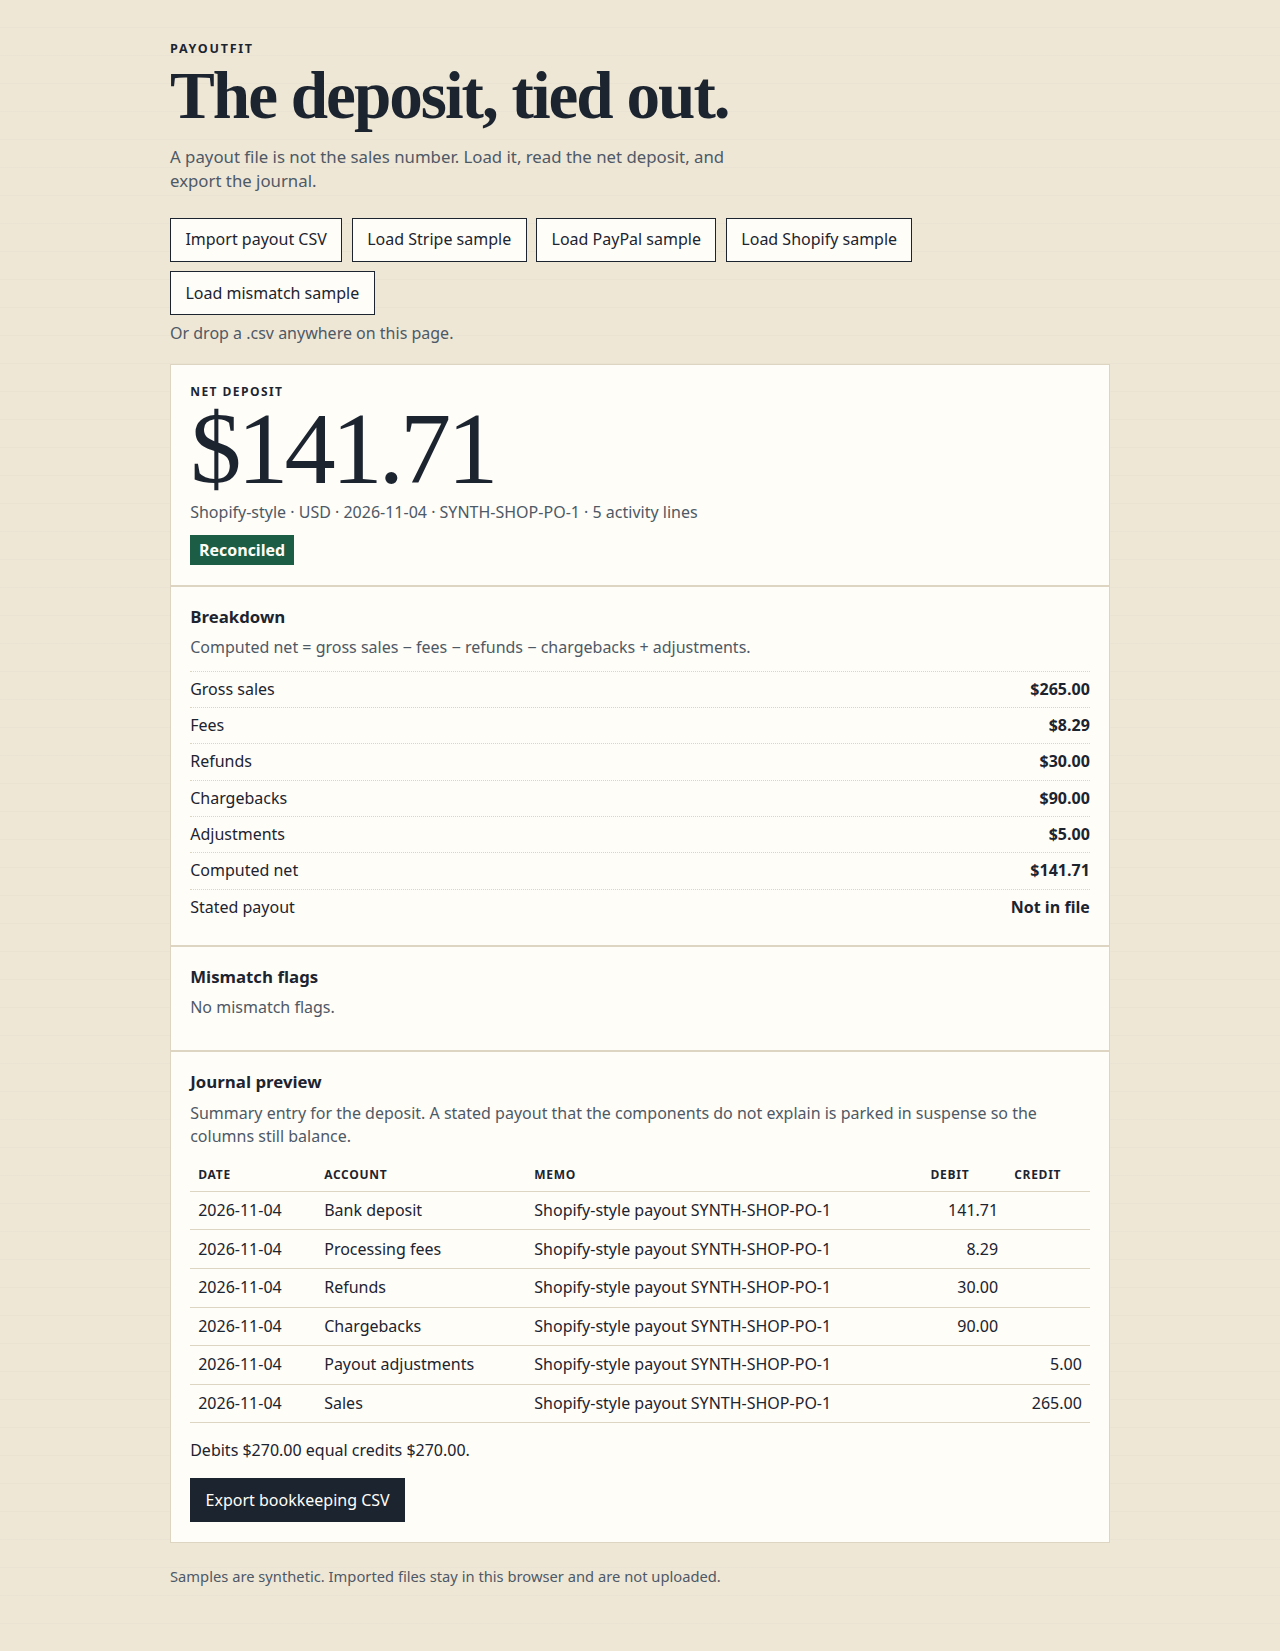 PAYOUTFIT
The deposit, tied out.
A payout file is not the sales number. Load it, read the net deposit, and
export the journal.
Import payout CSV
Load Stripe sample
Load PayPal sample
Load Shopify sample
Load mismatch sample
Or drop a .csv anywhere on this page.
NET DEPOSIT
$141.71
Shopify-style · USD · 2026-11-04 · SYNTH-SHOP-PO-1 · 5 activity lines
Reconciled
Breakdown
Computed net = gross sales − fees − refunds − chargebacks + adjustments.
Gross sales $265.00
Fees $8.29
Refunds $30.00
Chargebacks $90.00
Adjustments $5.00
Computed net $141.71
Stated payout Not in file
Mismatch flags
No mismatch flags.
Journal preview
Summary entry for the deposit. A stated payout that the components do not explain is parked in suspense so the
columns still balance.
DATE ACCOUNT MEMO DEBIT CREDIT
2026-11-04 Bank deposit Shopify-style payout SYNTH-SHOP-PO-1 141.71
2026-11-04 Processing fees Shopify-style payout SYNTH-SHOP-PO-1 8.29
2026-11-04 Refunds Shopify-style payout SYNTH-SHOP-PO-1 30.00
2026-11-04 Chargebacks Shopify-style payout SYNTH-SHOP-PO-1 90.00
2026-11-04 Payout adjustments Shopify-style payout SYNTH-SHOP-PO-1 5.00
2026-11-04 Sales Shopify-style payout SYNTH-SHOP-PO-1 265.00
Debits $270.00 equal credits $270.00.
Export bookkeeping CSV
Samples are synthetic. Imported files stay in this browser and are not uploaded.